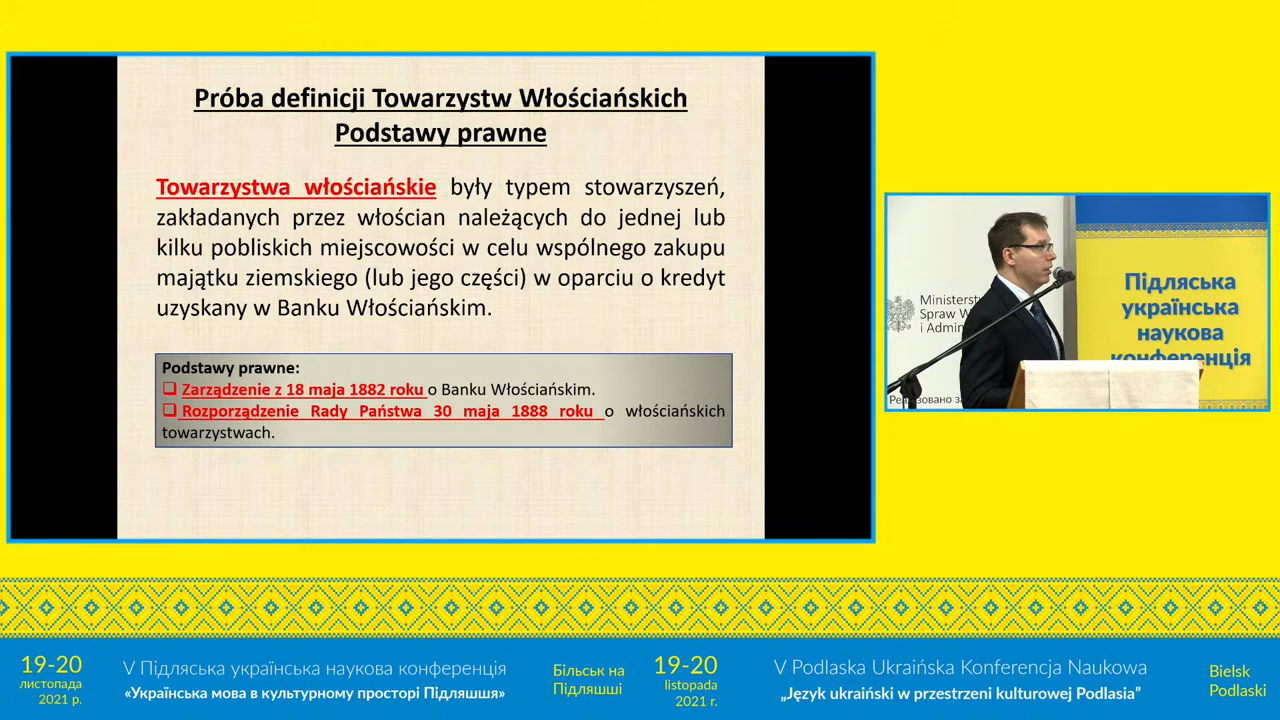 Próba definicji Towarzystw Włościańskich
Podstawy prawne
Towarzystwa włościańskie były typem stowarzyszeń,
zakładanych przez włościan należących do jednej lub
kilku pobliskich miejscowości w celu wspólnego zakupu
majątku ziemskiego (lub jego części) w oparciu o kredyt
uzyskany w Banku Włościańskim.
Podstawy prawne:
❑ Zarządzenie z 18 maja 1882 roku o Banku Włościańskim.
❑ Rozporządzenie Rady Państwa 30 maja 1888 roku o włościańskich
towarzystwach.
Spraw
i Admin
Підляська
українська
наукова
конференція
19-20
листопада
2021 р.
V Підляська українська наукова конференція
«Українська мова в культурному просторі Підляшшя»
Більськ на
Підляшші
19-20
listopada
2021 r.
V Podlaska Ukraińska Konferencja Naukowa
„Język ukraiński w przestrzeni kulturowej Podlasia”
Bielsk
Podlaski